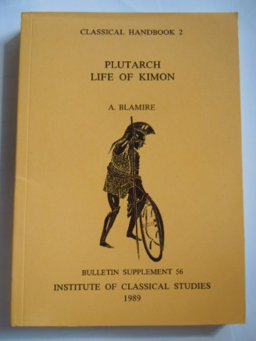 CLASSICAL HANDBOOK 2
PLUTARCH
LIFE OF KIMON
A. BLAMIRE
BULLETIN SUPPLEMENT 56
INSTITUTE OF CLASSICAL STUDIES
1989